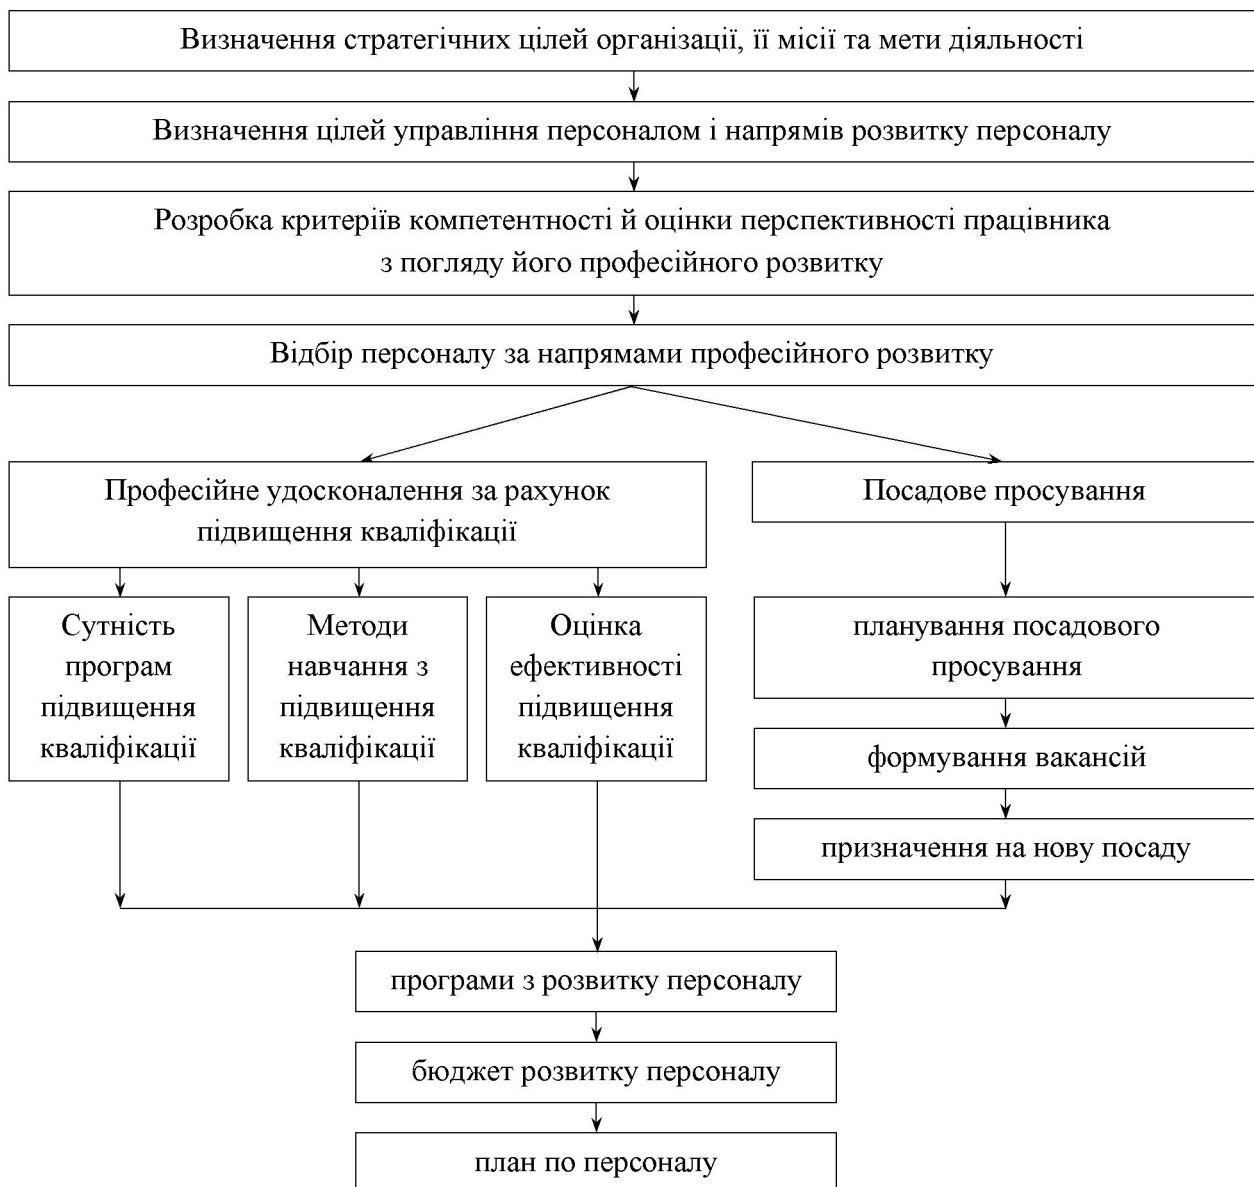 Визначення стратегічних цілей організації, її місії та мети діяльності
Визначення цілей управління персоналом і напрямів розвитку персоналу
Розробка критеріїв компетентності й оцінки перспективності працівника
з погляду його професійного розвитку
Відбір персоналу за напрямами професійного розвитку
Професійне удосконалення за рахунок
підвищення кваліфікації
Посадове просування
Сутність
програм
підвищення
кваліфікації
Методи
навчання з
підвищення
кваліфікації
Оцінка
ефективності
підвищення
кваліфікації
планування посадового
просування
формування вакансій
призначення на нову посаду
програми з розвитку персоналу
бюджет розвитку персоналу
план по персоналу